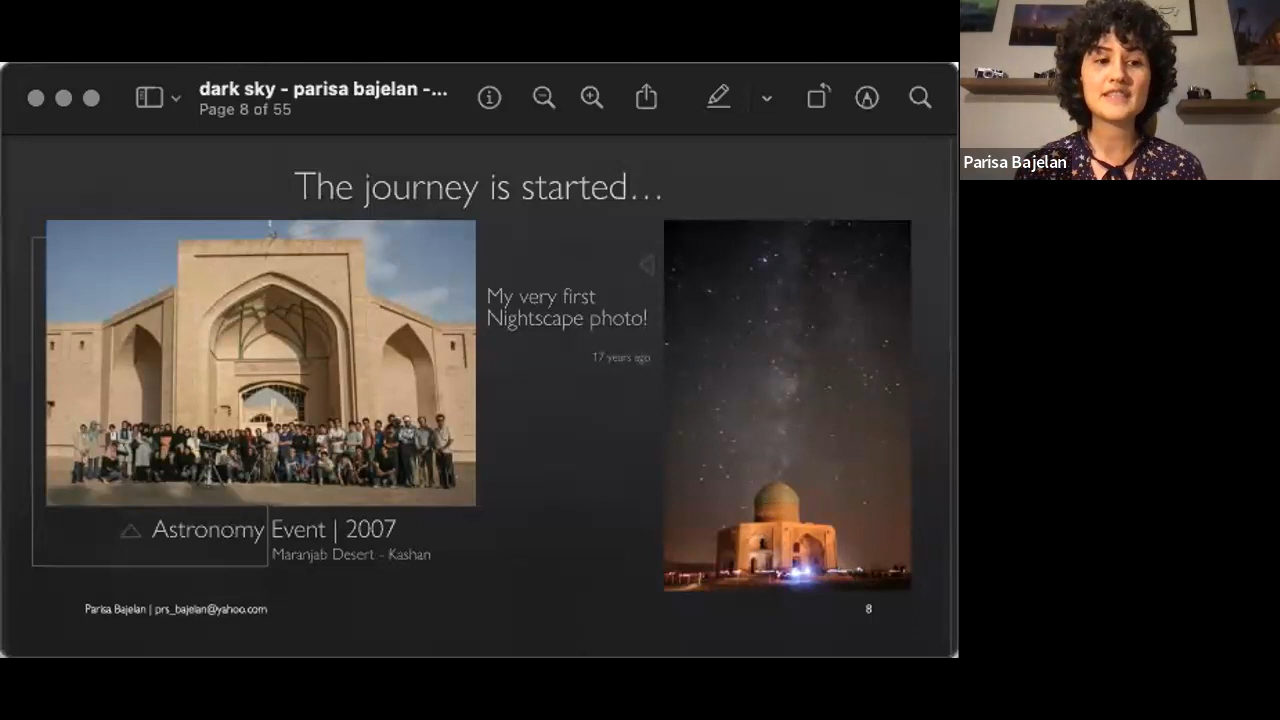 dark sky - parisa bajelan -...
Page 8 of 55
Parisa Bajelan
The journey is started...
My very first
Nightscape photo!
17 years ago
Astronomy Event | 2007
Maranjab Desert - Kashan
Parisa Bajelan | prs_bajelan@yahoo.com
8